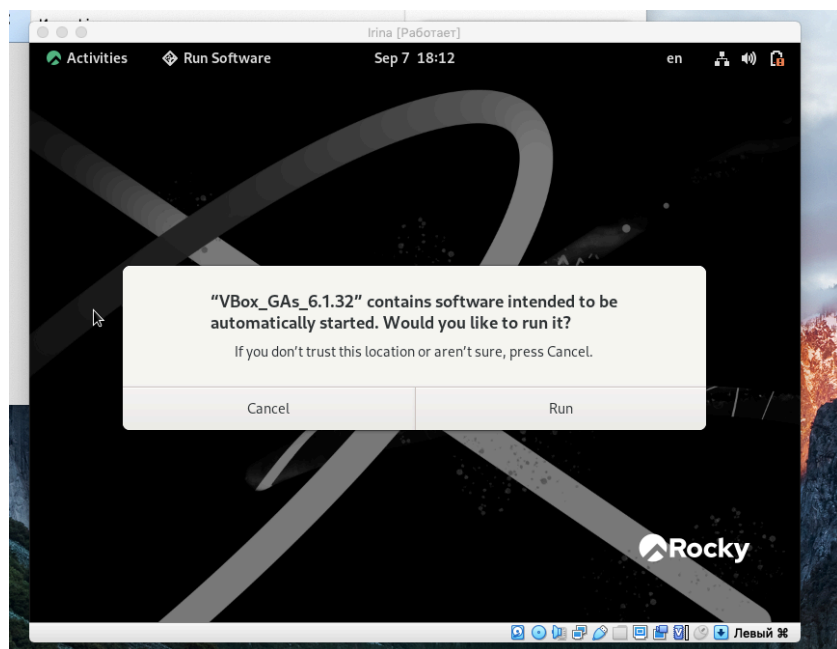 Irina [Работает]
Activities Run Software Sep 7 18:12 en
“VBox_GAs_6.1.32” contains software intended to be
automatically started. Would you like to run it?
If you don’t trust this location or aren’t sure, press Cancel.
Cancel Run
Rocky
Левый ⌘